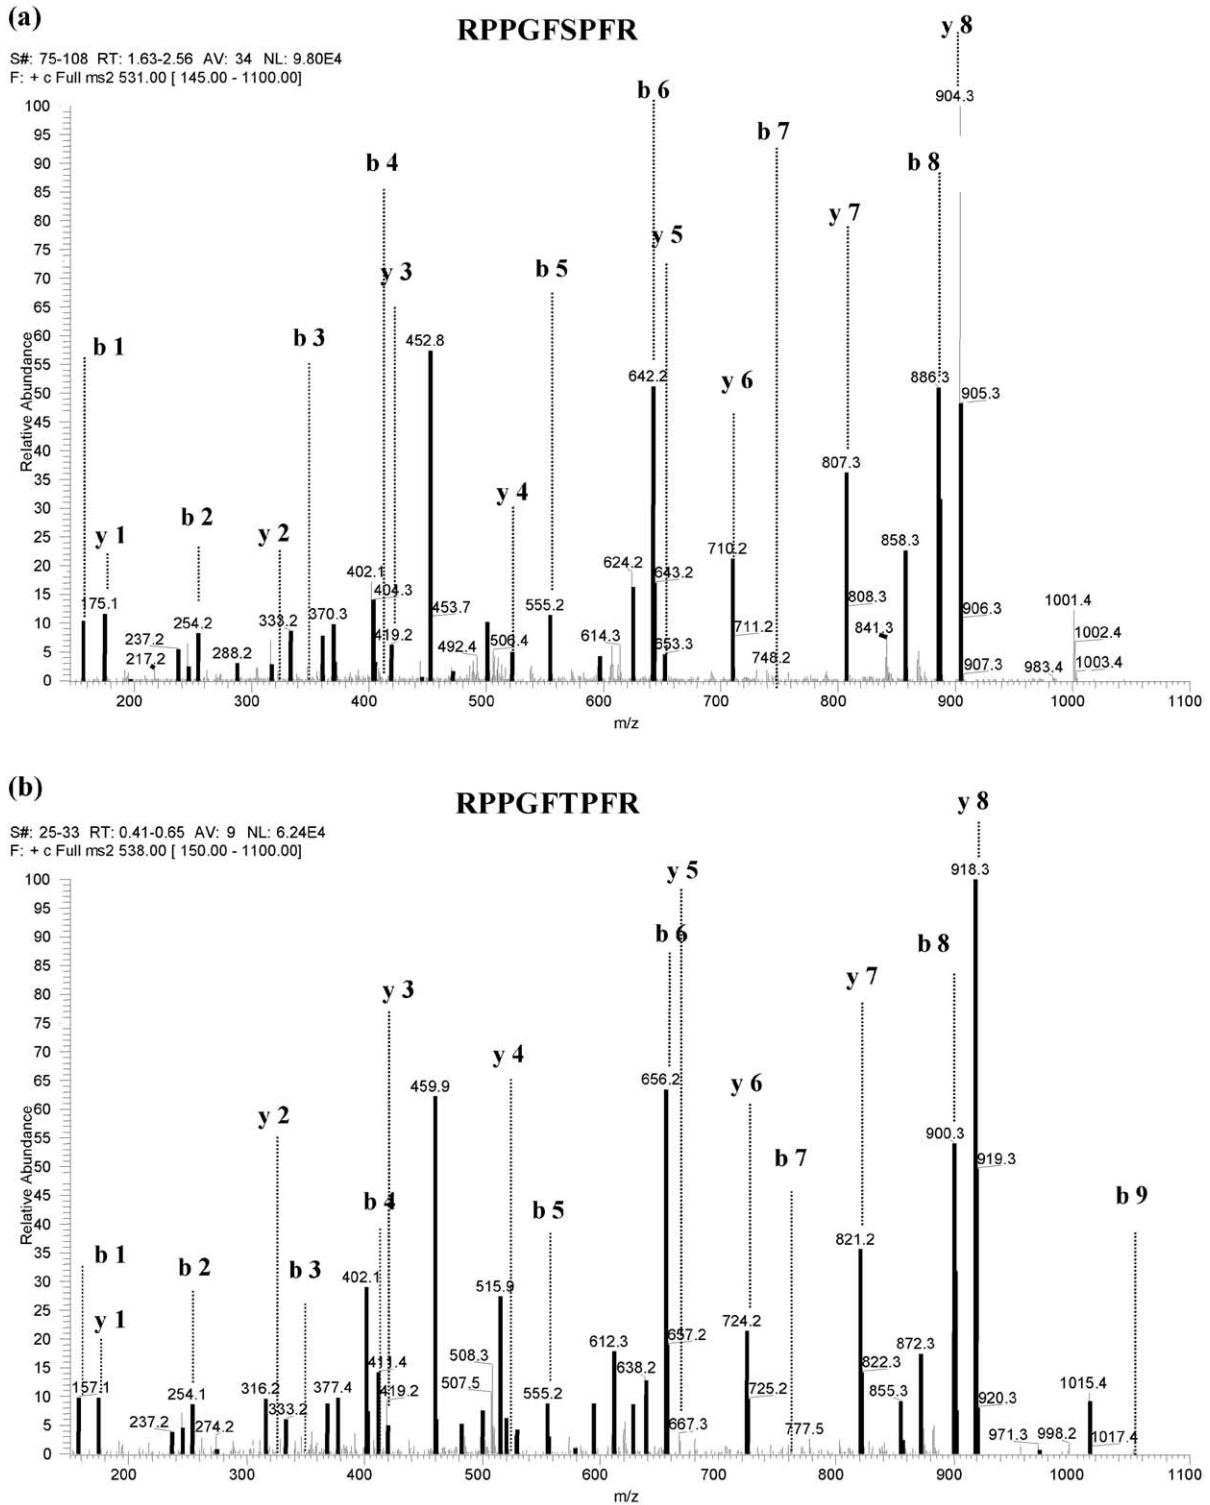 (a)
RPPGFSPFR
y 8
S#: 75-108 RT: 1.63-2.56 AV: 34 NL: 9.80E4
F: + c Full ms2 531.00 [ 145.00 - 1100.00]
904.3
b 6
b 7
b 4
b 8
y 7
y 5
y 3
b 5
b 3
b 1
452.8
642.2
886.3
905.3
y 6
y 4
b 2
y 2
y 1
807.3
710.2
858.3
624.2
643.2
402.1
404.3
808.3
1001.4
175.1
333.2
370.3
453.7
555.2
906.3
254.2
237.2
217.2
288.2
419.2
492.4
506.4
614.3
653.3
711.2
748.2
841.3
907.3
983.4
1002.4
1003.4
Relative Abundance
100
95
90
85
80
75
70
65
60
55
50
45
40
35
30
25
20
15
10
5
0
200 300 400 500 600 700 800 900 1000 1100
m/z
(b)
RPPGFTPFR
y 8
S#: 25-33 RT: 0.41-0.65 AV: 9 NL: 6.24E4
F: + c Full ms2 538.00 [ 150.00 - 1100.00]
918.3
y 5
b 6
b 8
y 3
y 7
y 4
y 2
y 6
459.9
656.2
900.3
919.3
b 7
b 9
b 4
b 5
b 1
b 2
b 3
y 1
821.2
402.1
515.9
724.2
657.2
612.3
872.3
508.3
411.4
638.2
822.3
316.2
377.4
419.2
507.5
157.1
254.1
333.2
237.2
274.2
555.2
667.3
725.2
777.5
855.3
920.3
971.3
998.2
1015.4
1017.4
Relative Abundance
100
95
90
85
80
75
70
65
60
55
50
45
40
35
30
25
20
15
10
5
0
200 300 400 500 600 700 800 900 1000 1100
m/z